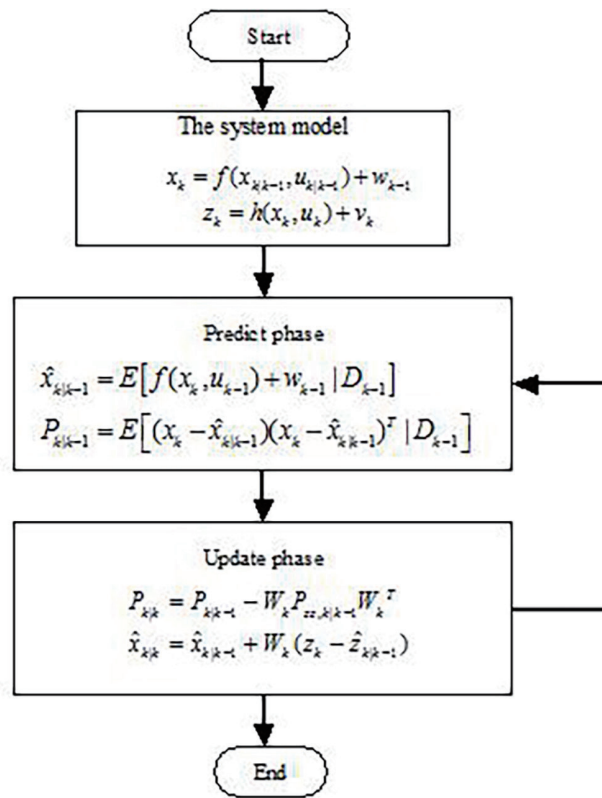 Start
The system model
x_k = f(x_{k|k-1}, u_{k|k-1}) + w_{k-1}
z_k = h(x_k, u_k) + v_k
Predict phase
x̂_{k|k-1} = E[f(x_k, u_{k-1}) + w_{k-1} | D_{k-1}]
P_{k|k-1} = E[(x_k - x̂_{k|k-1})(x_k - x̂_{k|k-1})^T | D_{k-1}]
Update phase
P_{k|k} = P_{k|k-1} - W_k P_{zz,k|k-1} W_k^T
x̂_{k|k} = x̂_{k|k-1} + W_k(z_k - ẑ_{k|k-1})
End